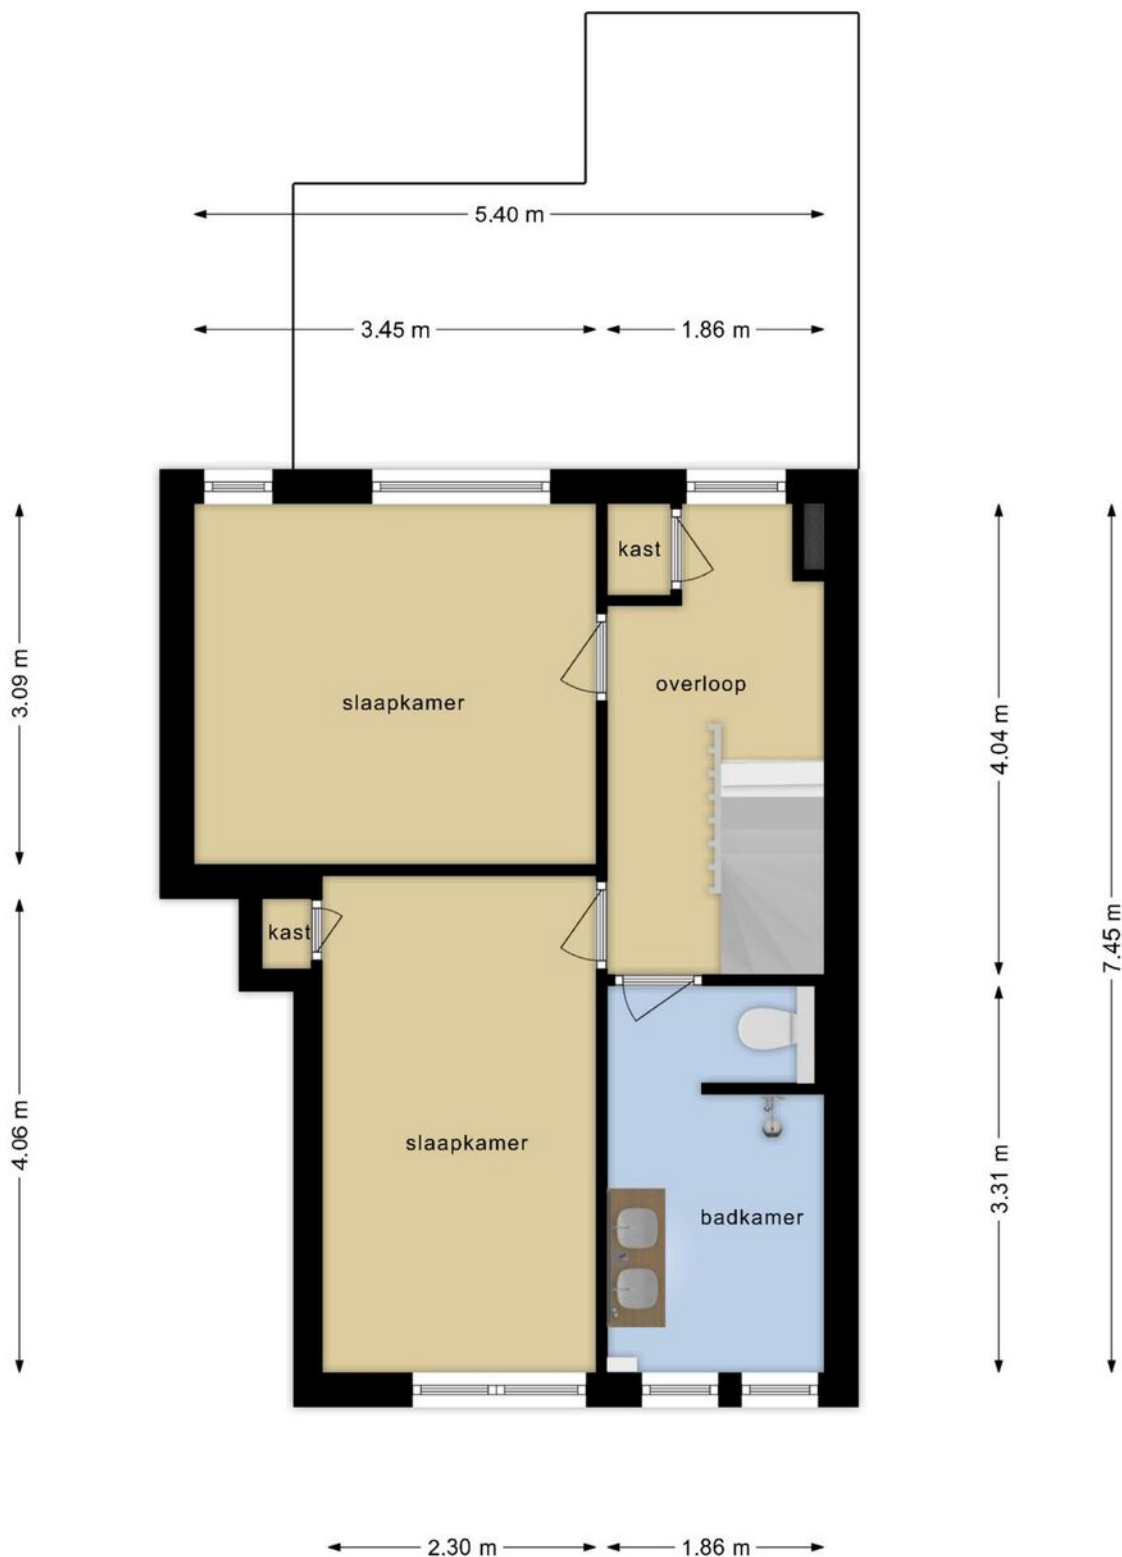 5.40 m
3.45 m
1.86 m
kast
3.09 m
overloop
slaapkamer
4.04 m
kast
7.45 m
4.06 m
slaapkamer
3.31 m
badkamer
2.30 m
1.86 m